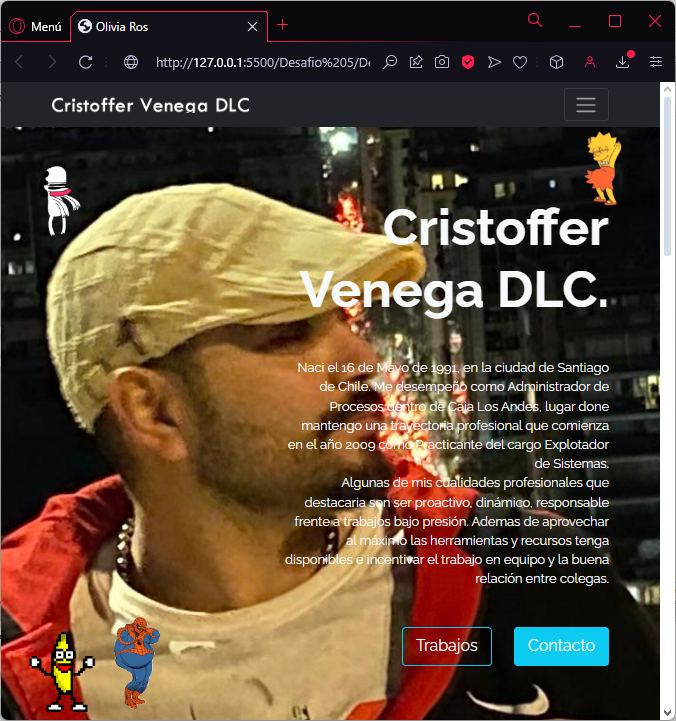 Menú
Olivia Ros
http://127.0.0.1:5500/Desafio%205/De
Cristoffer Venega DLC
Cristoffer
Venega DLC.
Naci el 16 de Mayo de 1991, en la ciudad de Santiago
de Chile. Me desempeño como Administrador de
Procesos dentro de Caja Los Andes, lugar done
mantengo una trayectoria profesional que comienza
en el año 2009 como Practicante del cargo Explotador
de Sistemas.
Algunas de mis cualidades profesionales que
destacaria son ser proactivo, dinámico, responsable
frente a trabajos bajo presión. Ademas de aprovechar
al máximo las herramientas y recursos tenga
disponibles e incentivar el trabajo en equipo y la buena
relación entre colegas.
Trabajos
Contacto